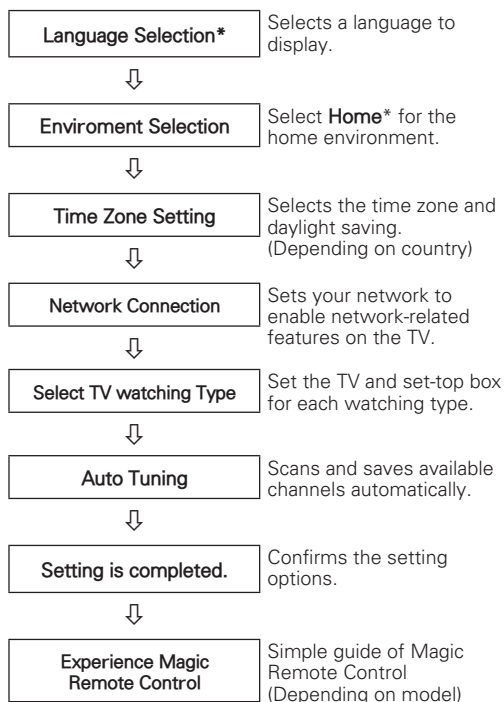 Language Selection*
Selects a language to
display.
⇩
Enviroment Selection
Select Home* for the
home environment.
⇩
Time Zone Setting
Selects the time zone and
daylight saving.
(Depending on country)
⇩
Network Connection
Sets your network to
enable network-related
features on the TV.
⇩
Select TV watching Type
Set the TV and set-top box
for each watching type.
⇩
Auto Tuning
Scans and saves available
channels automatically.
⇩
Setting is completed.
Confirms the setting
options.
⇩
Experience Magic
Remote Control
Simple guide of Magic
Remote Control
(Depending on model)